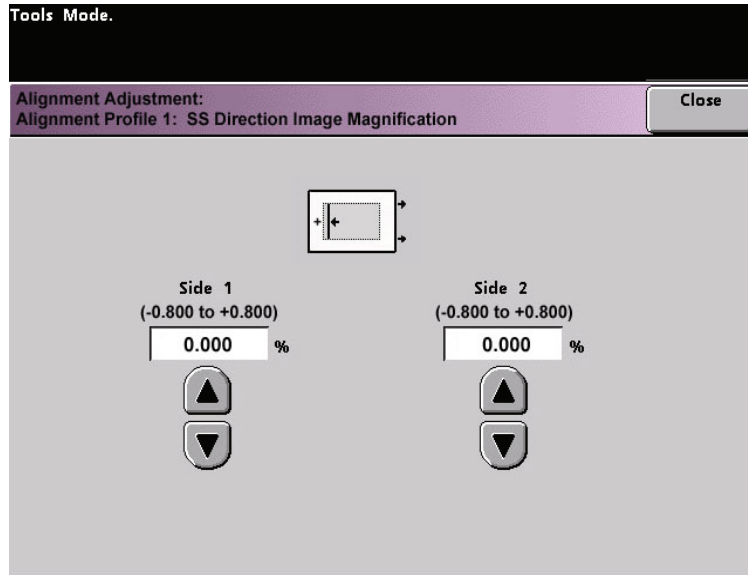 Tools Mode.
Alignment Adjustment:
Close
Alignment Profile 1: SS Direction Image Magnification
Side 1
(-0.800 to +0.800)
0.000 %
Side 2
(-0.800 to +0.800)
0.000 %